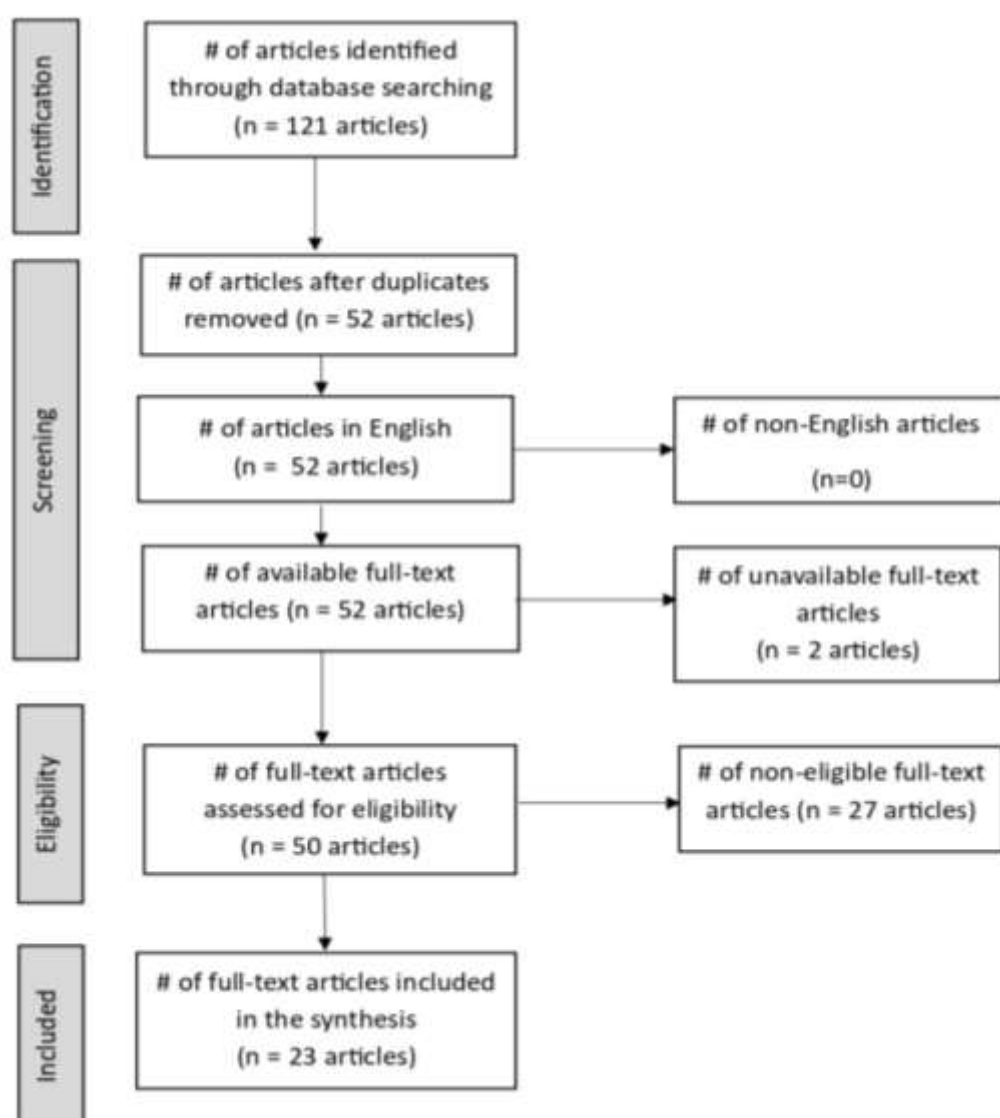 Identification
# of articles identified
through database searching
(n = 121 articles)
Screening
# of articles after duplicates
removed (n = 52 articles)
# of articles in English
(n =  52 articles)
# of non-English articles
(n=0)
# of available full-text
articles (n = 52 articles)
# of unavailable full-text
articles
(n = 2 articles)
Eligibility
# of full-text articles
assessed for eligibility
(n = 50 articles)
# of non-eligible full-text
articles (n = 27 articles)
Included
# of full-text articles included
in the synthesis
(n = 23 articles)